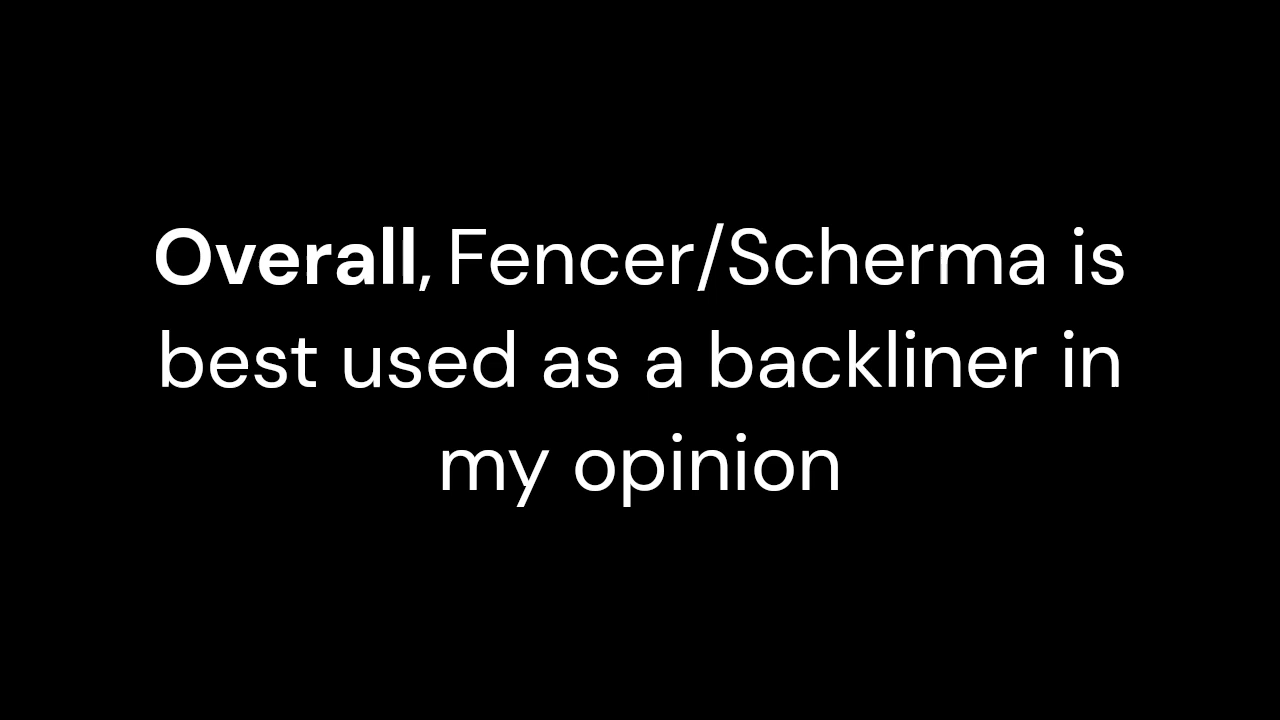 Overall, Fencer/Scherma is
best used as a backliner in
my opinion